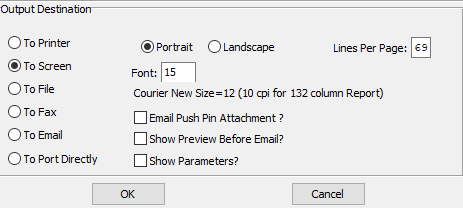 Output Destination
To Printer
Portrait Landscape Lines Per Page: 69
To Screen
Font: 15
To File
Courier New Size=12 (10 cpi for 132 column Report)
To Fax
Email Push Pin Attachment ?
To Email
Show Preview Before Email?
To Port Directly
Show Parameters?
OK Cancel